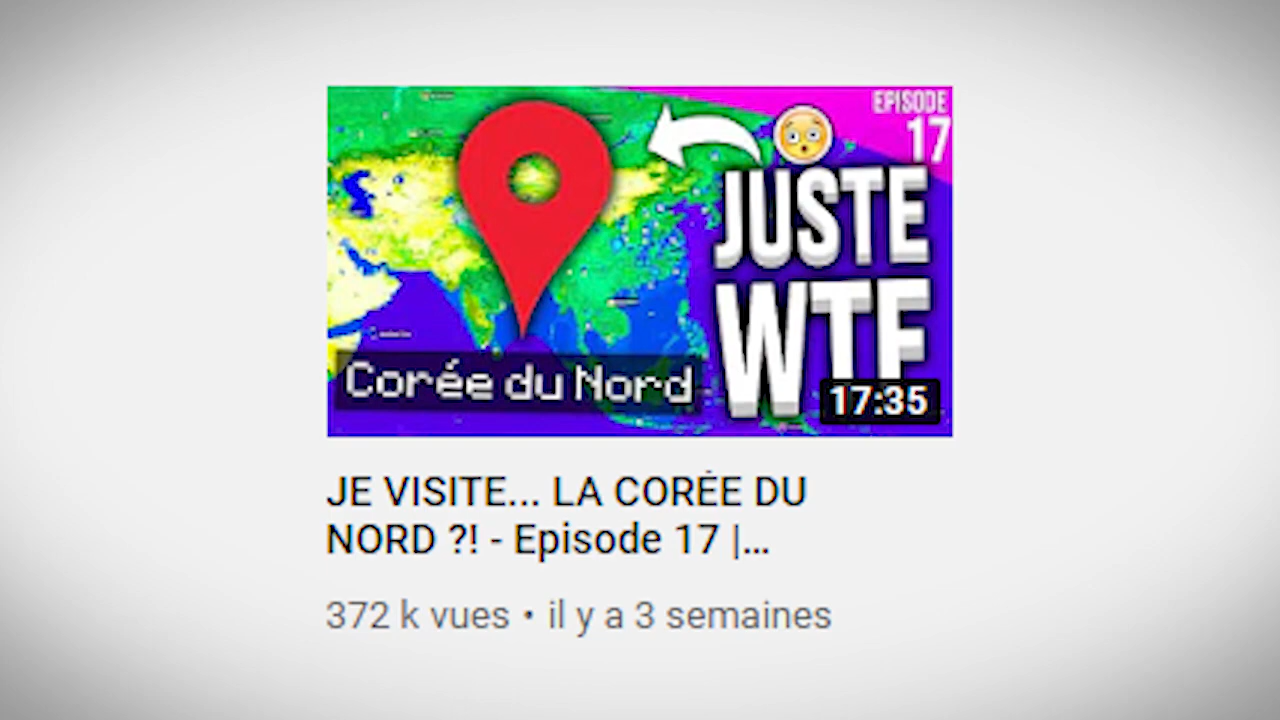 EPISODE
17
JUSTE
WTF
Corée du Nord
17:35
JE VISITE... LA CORÉE DU
NORD ?! - Episode 17 |...
372 k vues • il y a 3 semaines